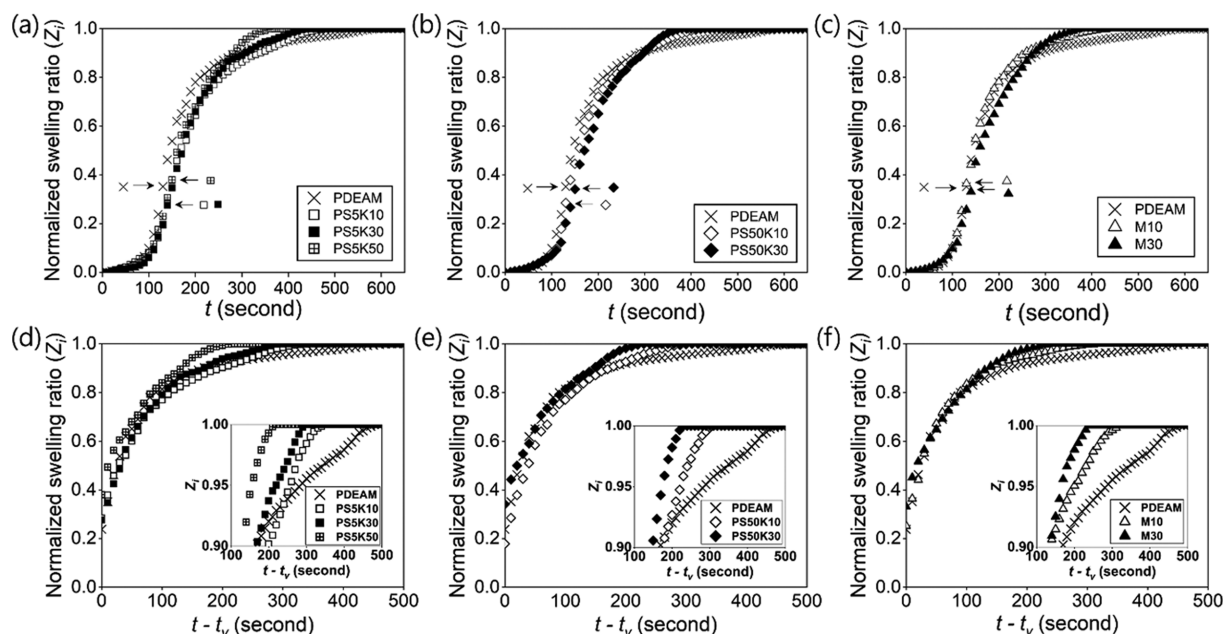 (a)
Normalized swelling ratio (Zi)
1.0
0.8
0.6
0.4
0.2
0.0
0 100 200 300 400 500 600
t (second)
PDEAM
PS5K10
PS5K30
PS5K50
(b)
Normalized swelling ratio (Zi)
1.0
0.8
0.6
0.4
0.2
0.0
0 100 200 300 400 500 600
t (second)
PDEAM
PS50K10
PS50K30
(c)
Normalized swelling ratio (Zi)
1.0
0.8
0.6
0.4
0.2
0.0
0 100 200 300 400 500 600
t (second)
PDEAM
M10
M30
(d)
Normalized swelling ratio (Zi)
1.0
0.8
0.6
0.4
0.2
0.0
0 100 200 300 400 500
t - tv (second)
Zi
1.00
0.95
0.90
100 200 300 400 500
t - tv (second)
PDEAM
PS5K10
PS5K30
PS5K50
(e)
Normalized swelling ratio (Zi)
1.0
0.8
0.6
0.4
0.2
0.0
0 100 200 300 400 500
t - tv (second)
Zi
1.00
0.95
0.90
100 200 300 400 500
t - tv (second)
PDEAM
PS50K10
PS50K30
(f)
Normalized swelling ratio (Zi)
1.0
0.8
0.6
0.4
0.2
0.0
0 100 200 300 400 500
t - tv (second)
Zi
1.00
0.95
0.90
100 200 300 400 500
t - tv (second)
PDEAM
M10
M30